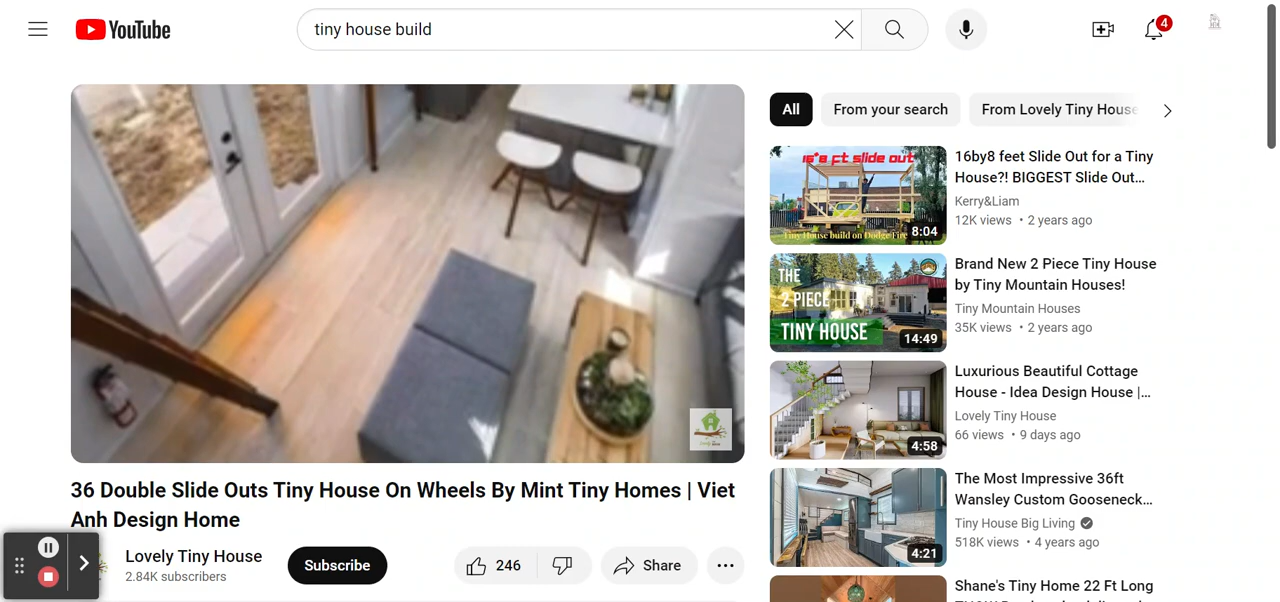 YouTube
tiny house build
4
All
From your search
From Lovely Tiny House
16*8 ft slide out
Tiny House build on Dodge Fire
8:04
16by8 feet Slide Out for a Tiny
House?! BIGGEST Slide Out...
Kerry&Liam
12K views • 2 years ago
THE
2 PIECE
TINY HOUSE
14:49
Brand New 2 Piece Tiny House
by Tiny Mountain Houses!
Tiny Mountain Houses
35K views • 2 years ago
4:58
Luxurious Beautiful Cottage
House - Idea Design House |...
Lovely Tiny House
66 views • 9 days ago
4:21
The Most Impressive 36ft
Wansley Custom Gooseneck...
Tiny House Big Living
518K views • 4 years ago
Shane's Tiny Home 22 Ft Long
36 Double Slide Outs Tiny House On Wheels By Mint Tiny Homes | Viet
Anh Design Home
Lovely Tiny House
2.84K subscribers
Subscribe
246
Share